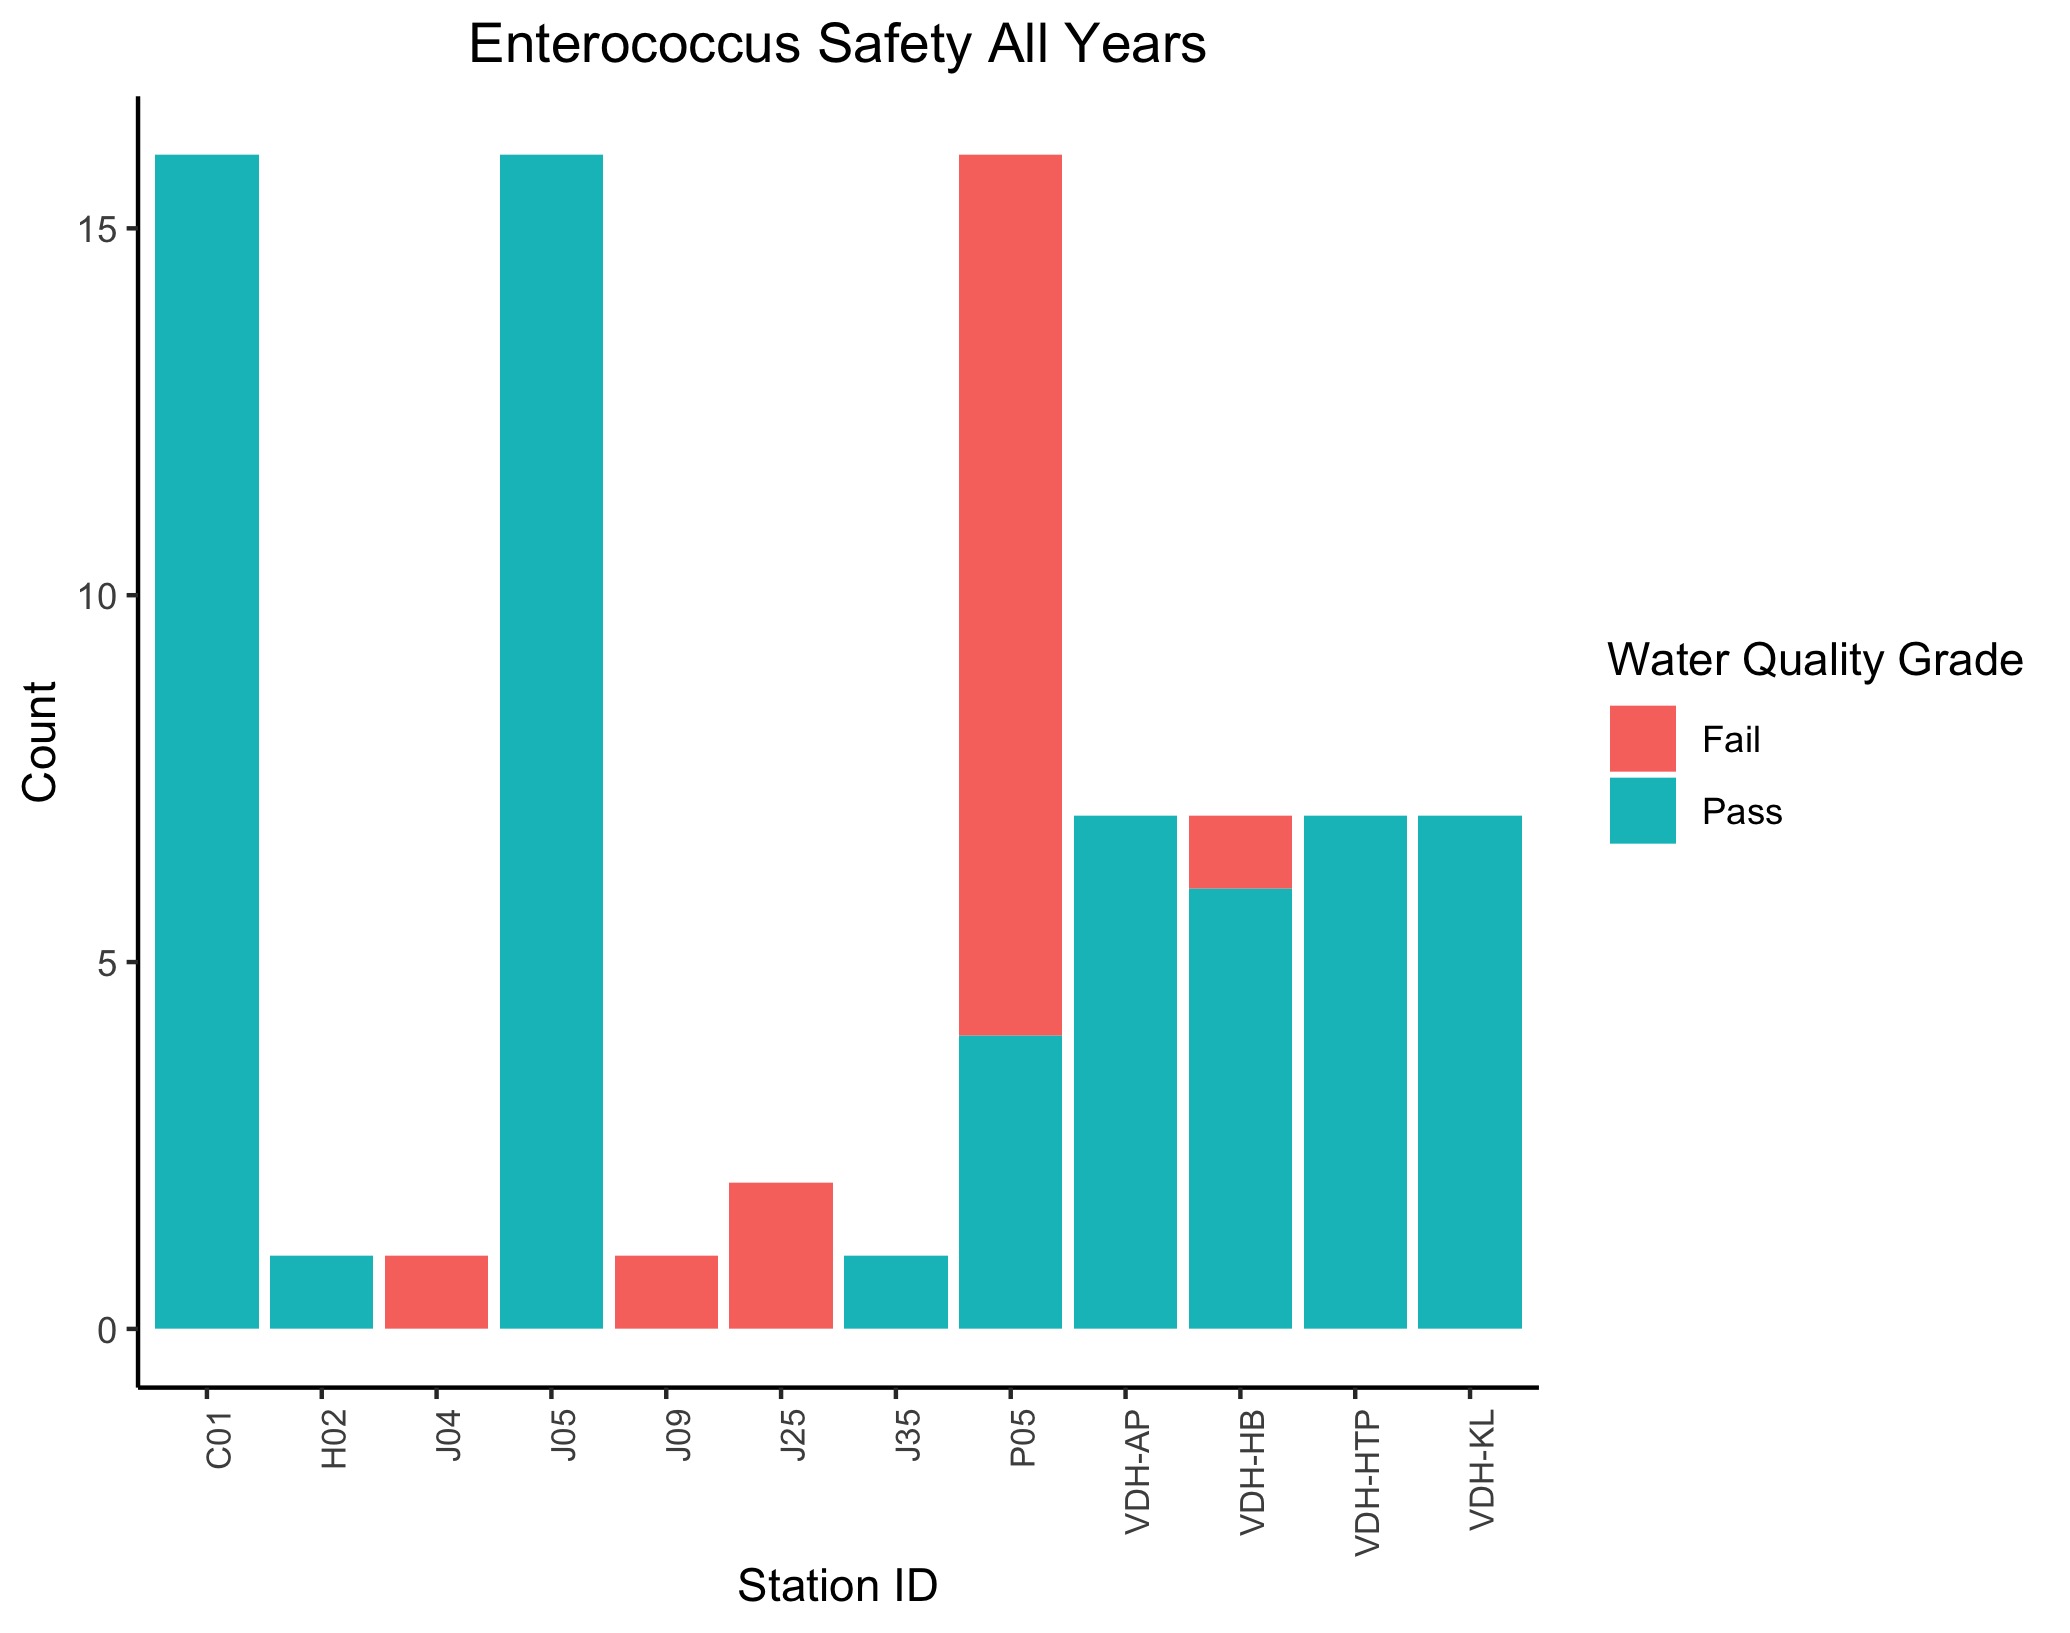 Enterococcus Safety All Years
Count
15
10
5
0
C01
H02
J04
J05
J09
J25
J35
P05
VDH-AP
VDH-HB
VDH-HTP
VDH-KL
Station ID
Water Quality Grade
Fail
Pass